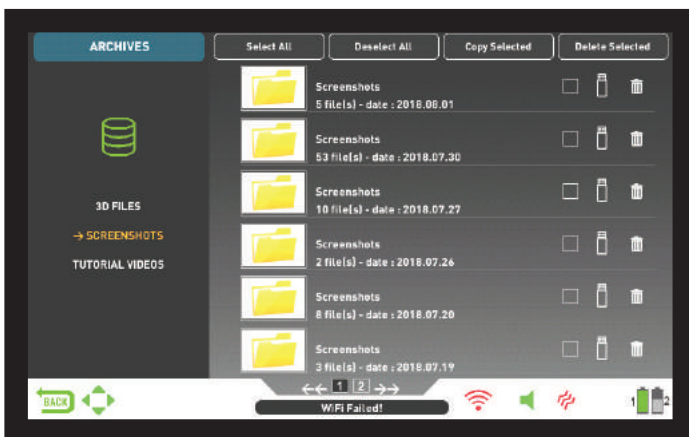 ARCHIVES
Select All
Deselect All
Copy Selected
Delete Selected
3D FILES
→ SCREENSHOTS
TUTORIAL VIDEOS
Screenshots
5 file(s) - date : 2018.08.01
Screenshots
53 file(s) - date : 2018.07.30
Screenshots
10 file(s) - date : 2018.07.27
Screenshots
2 file(s) - date : 2018.07.26
Screenshots
8 file(s) - date : 2018.07.20
Screenshots
3 file(s) - date : 2018.07.19
BACK
←← 1 2 →→
WiFi Failed!
1 2